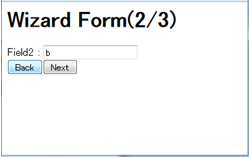 Wizard Form(2/3)
Field2 : b
Back Next